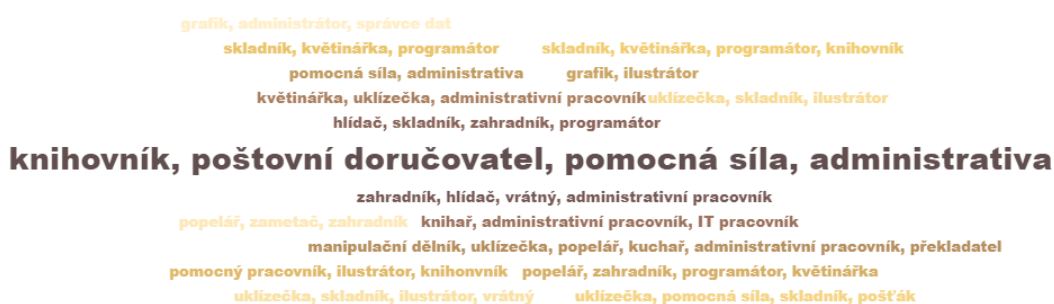 grafik, administrátor, správce dat
skladník, květinářka, programátor skladník, květinářka, programátor, knihovník
pomocná síla, administrativa grafik, ilustrátor
květinářka, uklízečka, administrativní pracovník uklízečka, skladník, ilustrátor
hlídač, skladník, zahradník, programátor
knihovník, poštovní doručovatel, pomocná síla, administrativa
zahradník, hlídač, vrátný, administrativní pracovník
popelář, zametač, zahradník knihař, administrativní pracovník, IT pracovník
manipulační dělník, uklízečka, popelář, kuchař, administrativní pracovník, překladatel
pomocný pracovník, ilustrátor, knihonvník popelář, zahradník, programátor, květinářka
uklízečka, skladník, ilustrátor, vrátný uklízečka, pomocná síla, skladník, pošťák